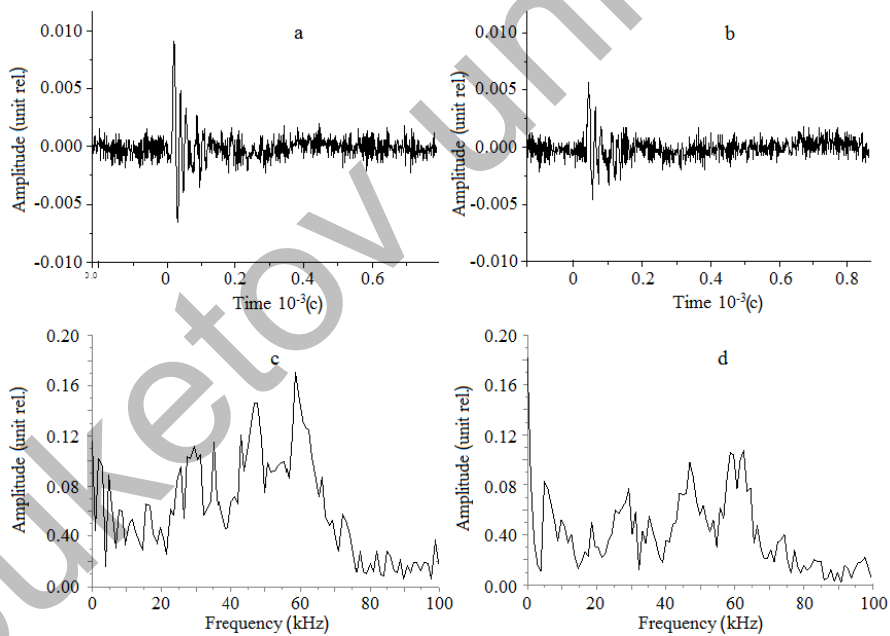 a
Amplitude (unit rel.)
0.010
0.005
0.000
-0.005
-0.010
0 0.2 0.4 0.6
Time 10⁻³(c)
b
Amplitude (unit rel.)
0.010
0.005
0.000
-0.005
-0.010
0 0.2 0.4 0.6 0.8
Time 10⁻³(c)
c
Amplitude (unit rel.)
0.20
0.16
0.12
0.08
0.40
0.00
0 20 40 60 80 100
Frequency (kHz)
d
Amplitude (unit rel.)
0.20
0.16
0.12
0.08
0.40
0.00
0 20 40 60 80 100
Frequency (kHz)
uketov uni